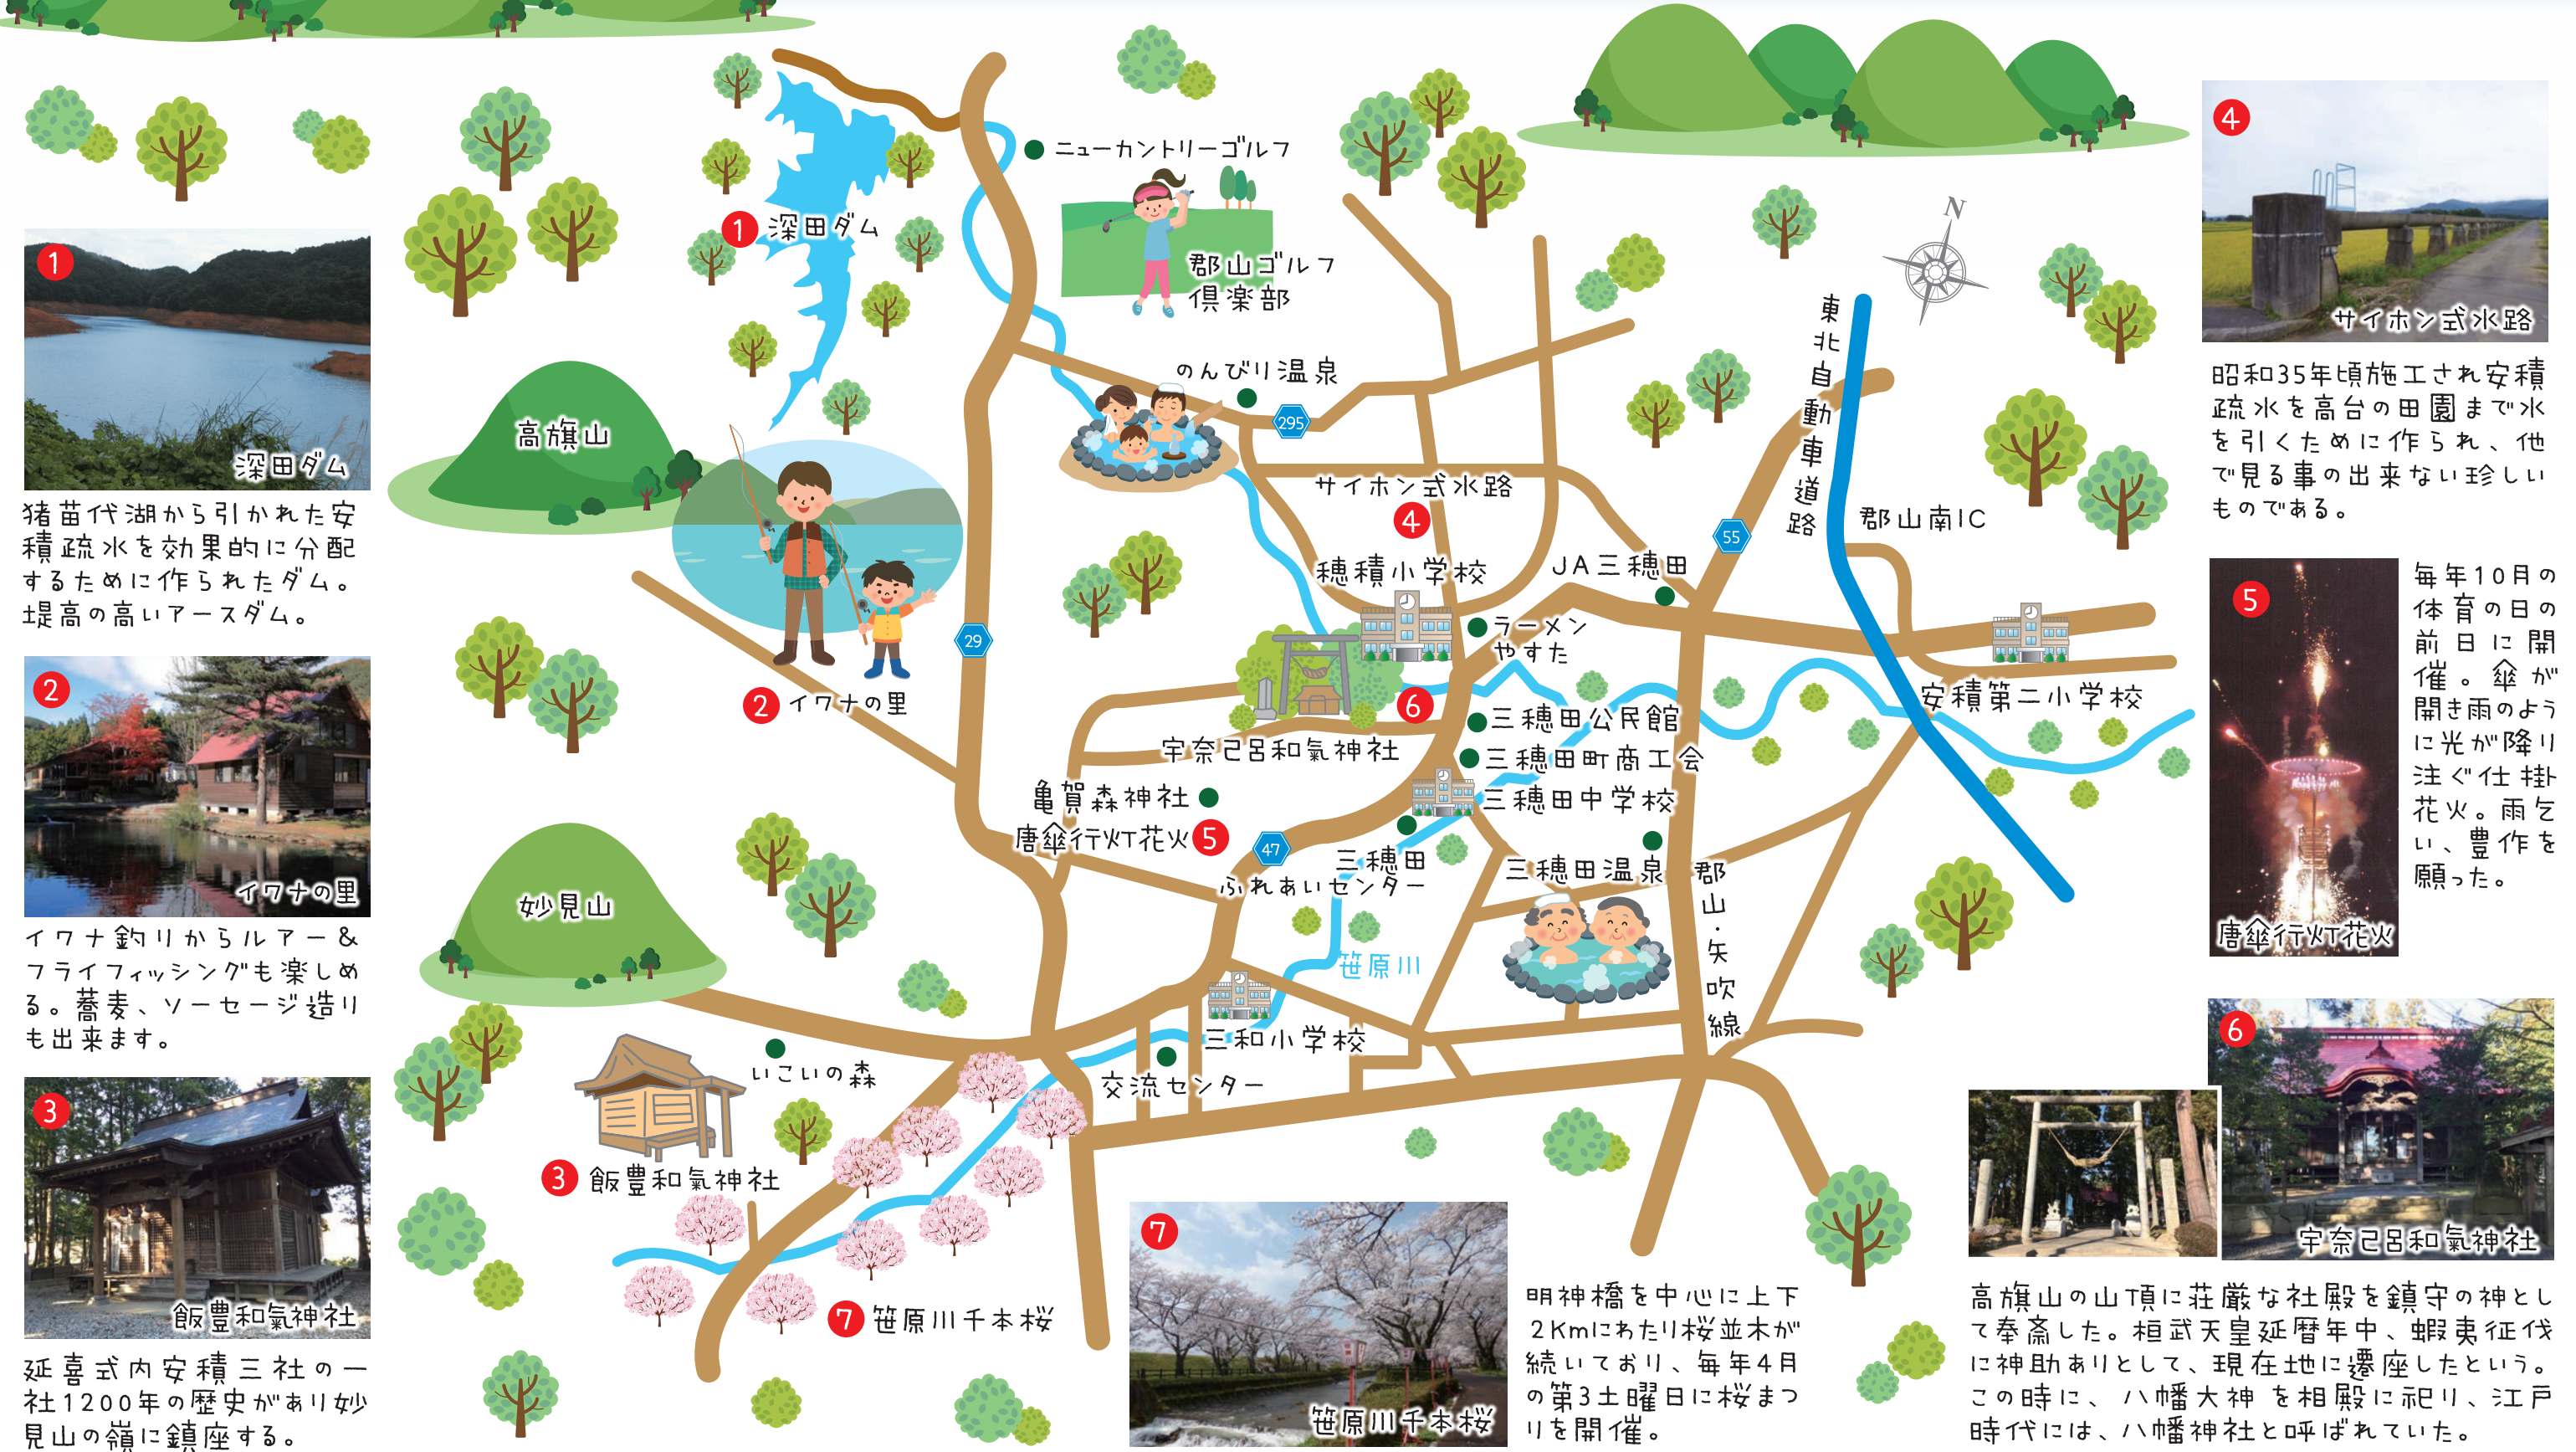 1
深田ダム
猪苗代湖から引かれた安
積疏水を効果的に分配
するために作られたダム。
堤高の高いアースダム。
2
イワナの里
イワナ釣りからルアー&
フライフィッシングも楽しめ
る。蕎麦、ソーセージ造り
も出来ます。
3
飯豊和氣神社
延喜式内安積三社の一
社1200年の歴史があり妙
見山の嶺に鎮座する。
1 深田ダム
高旗山
2 イワナの里
妙見山
いこいの森
3 飯豊和氣神社
7 笹原川千本桜
29
ニューカントリーゴルフ
郡山ゴルフ
倶楽部
のんびり温泉
295
サイホン式水路
4
穂積小学校
JA三穂田
ラーメン
やすた
6
宇奈己呂和氣神社
三穂田公民館
三穂田町商工会
三穂田中学校
亀賀森神社
唐傘行灯花火 5
47
三穂田
ふれあいセンター
三穂田温泉
笹原川
三和小学校
交流センター
郡山・矢吹線
55
N
東北自動車道路
郡山南IC
安積第二小学校
4
サイホン式水路
昭和35年頃施工され安積
疏水を高台の田園まで水
を引くために作られ、他
で見る事の出来ない珍しい
ものである。
5
唐傘行灯花火
毎年10月の
体育の日の
前日に開
催。傘が
開き雨のよう
に光が降り
注ぐ仕掛
花火。雨乞
い、豊作を
願った。
6
宇奈己呂和氣神社
高旗山の山頂に荘厳な社殿を鎮守の神とし
て奉斎した。桓武天皇延暦年中、蝦夷征伐
に神助ありとして、現在地に遷座したという。
この時に、八幡大神を相殿に祀り、江戸
時代には、八幡神社と呼ばれていた。
7
笹原川千本桜
明神橋を中心に上下
2Kmにわたり桜並木が
続いており、毎年4月
の第3土曜日に桜まつ
りを開催。